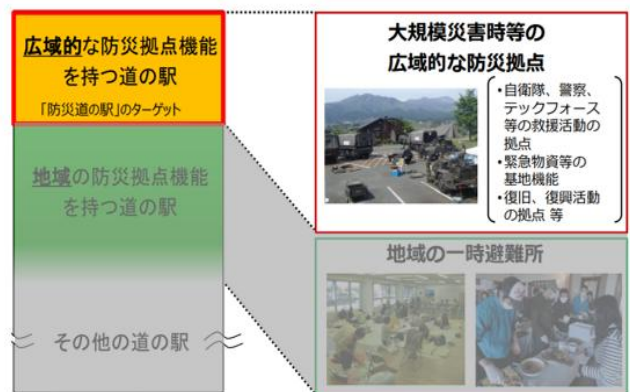 広域的な防災拠点機能
を持つ道の駅
「防災道の駅」のターゲット
地域の防災拠点機能
を持つ道の駅
その他の道の駅
大規模災害時等の
広域的な防災拠点
・自衛隊、警察、
テックフォース
等の救援活動の
拠点
・緊急物資等の
基地機能
・復旧、復興活動
の拠点 等
地域の一時避難所